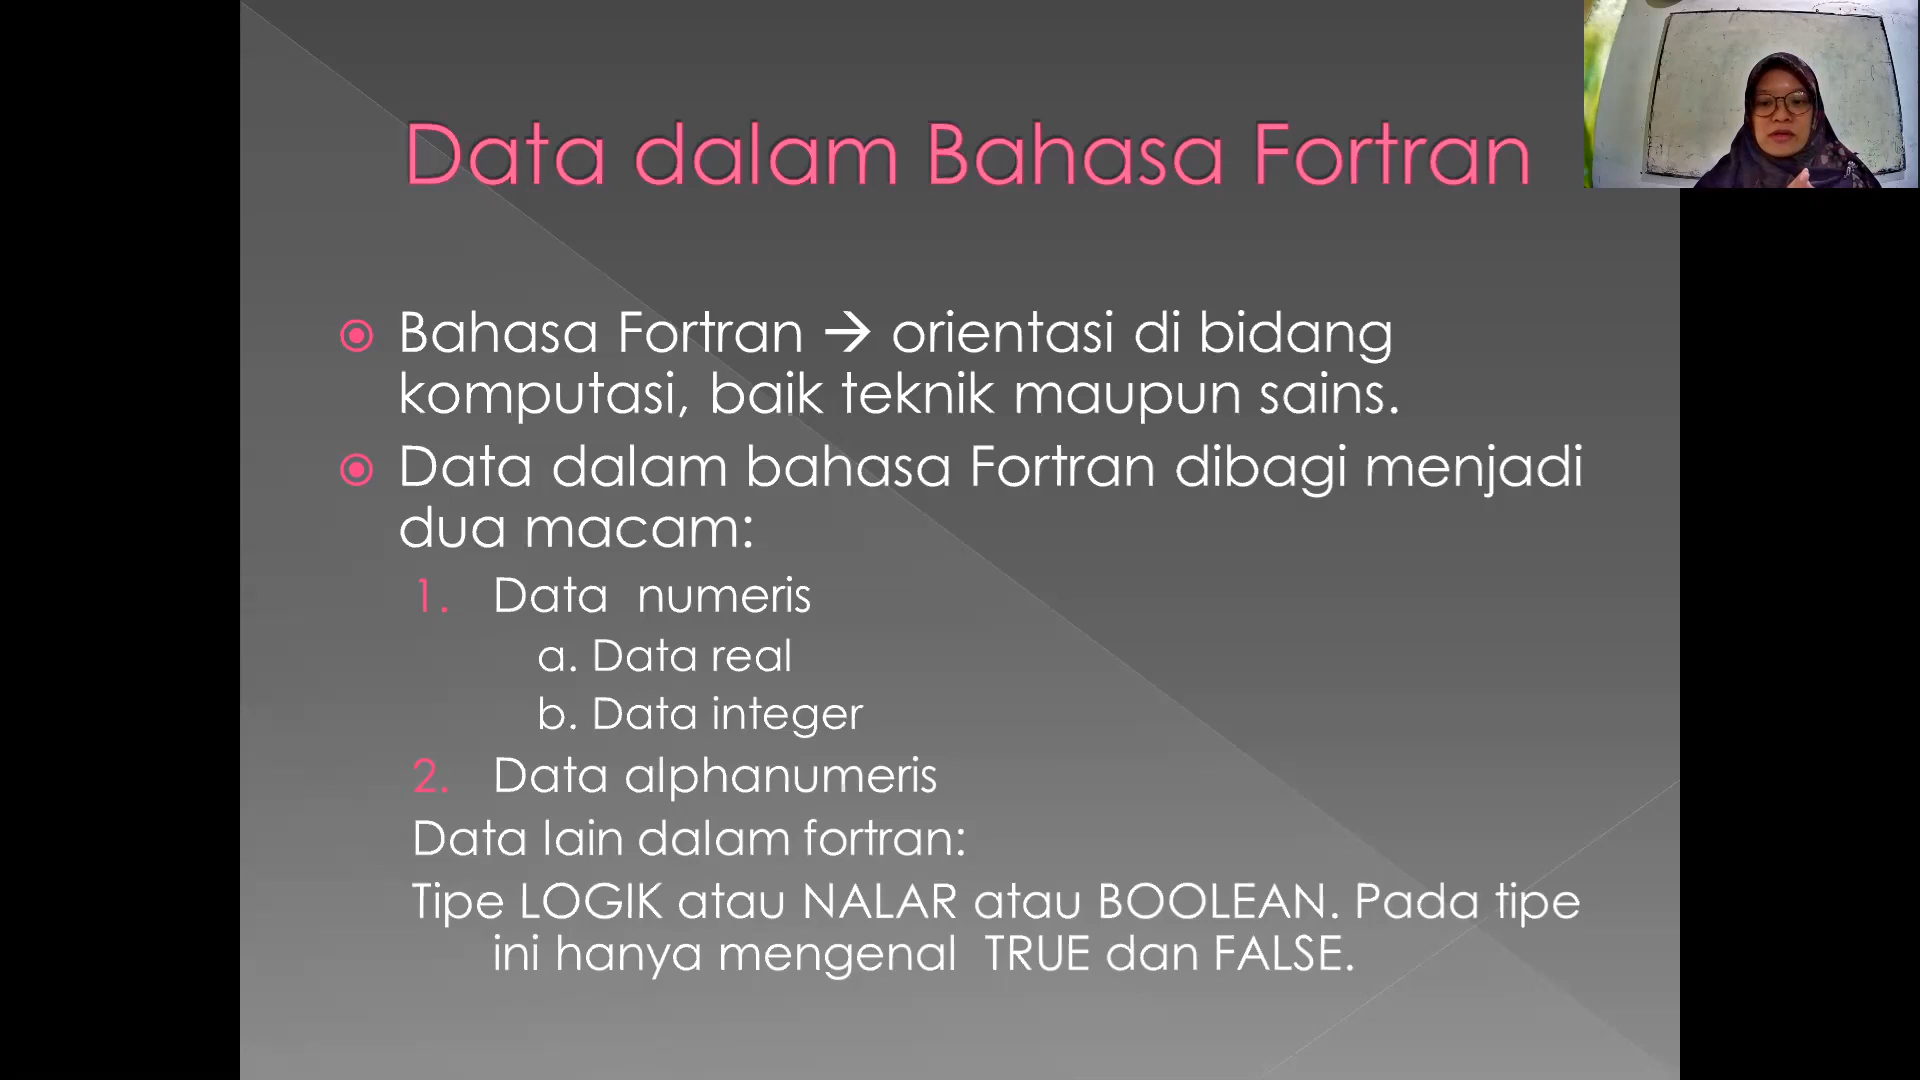 Data dalam Bahasa Fortran
Bahasa Fortran → orientasi di bidang
komputasi, baik teknik maupun sains.
Data dalam bahasa Fortran dibagi menjadi
dua macam:
1. Data numeris
a. Data real
b. Data integer
2. Data alphanumeris
Data lain dalam fortran:
Tipe LOGIK atau NALAR atau BOOLEAN. Pada tipe
ini hanya mengenal TRUE dan FALSE.